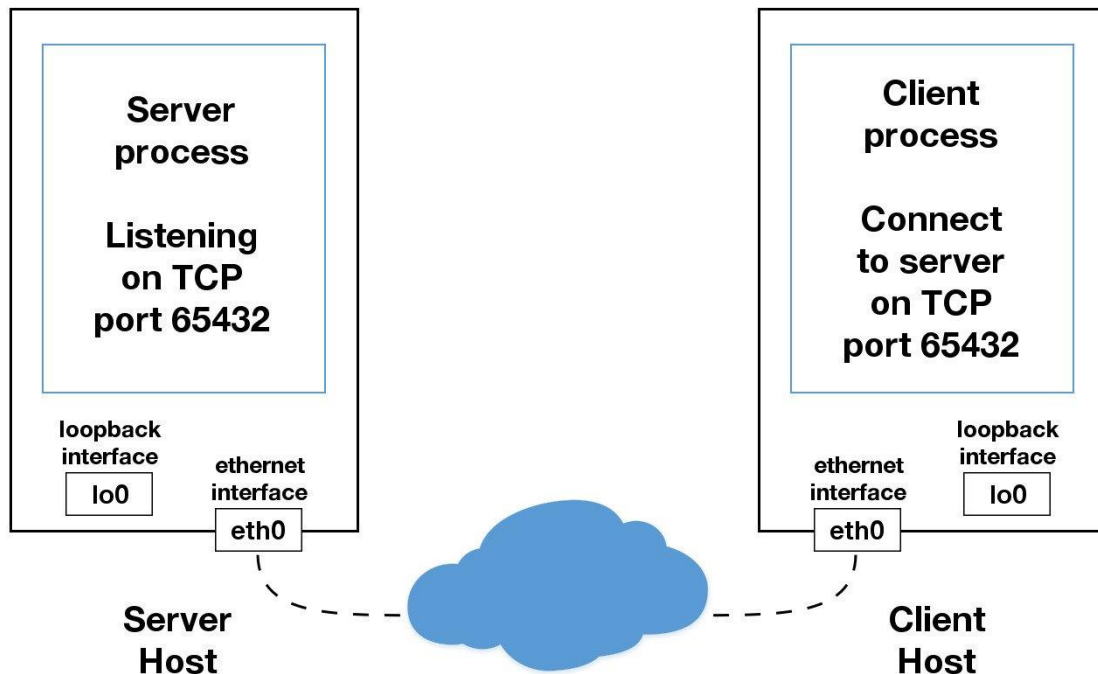 Server
process
Listening
on TCP
port 65432
loopback
interface
lo0
ethernet
interface
eth0
Server
Host
Client
process
Connect
to server
on TCP
port 65432
ethernet
interface
eth0
loopback
interface
lo0
Client
Host